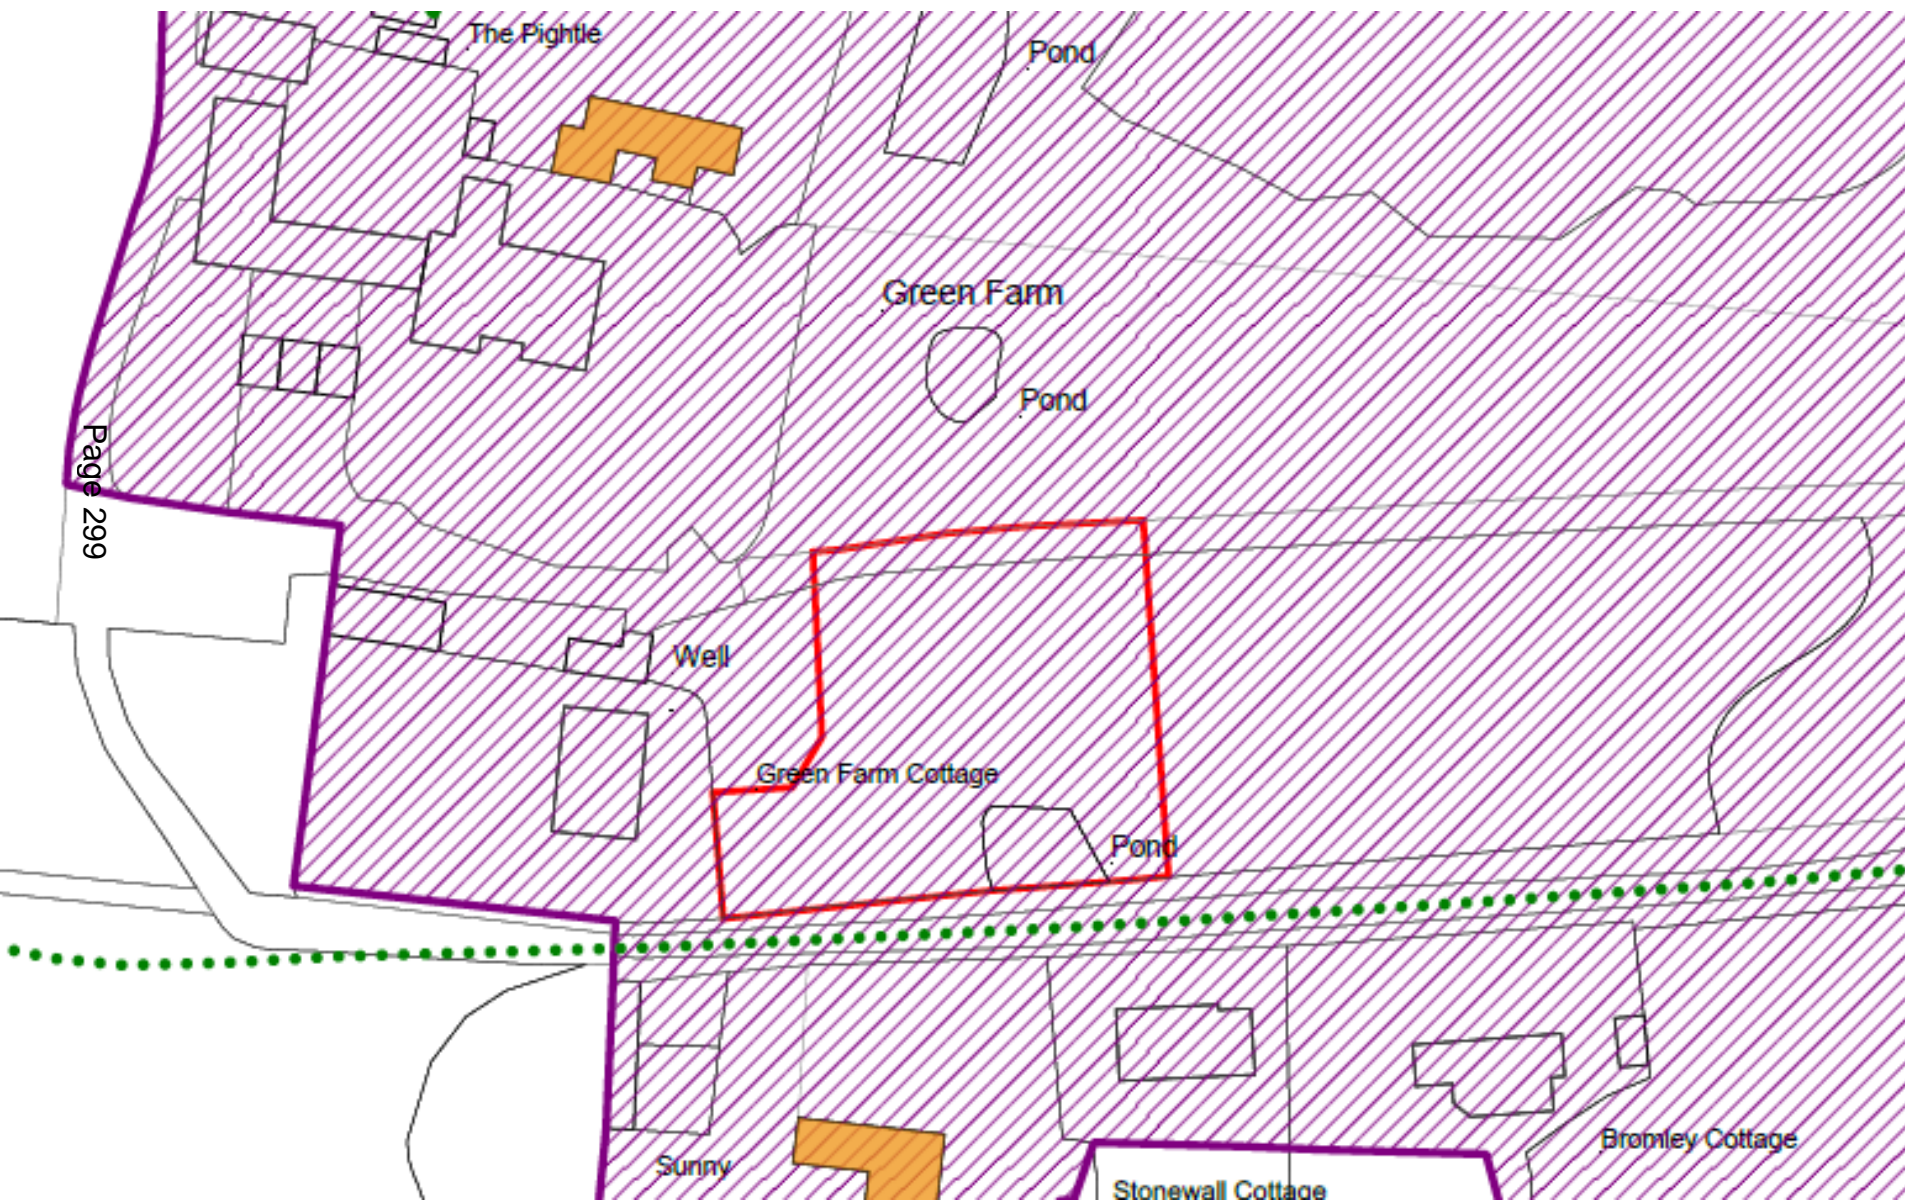 The Pightle
Pond
Green Farm
Pond
Page 299
Well
Green Farm Cottage
Pond
Bromley Cottage
Sunny
Stonewall Cottage